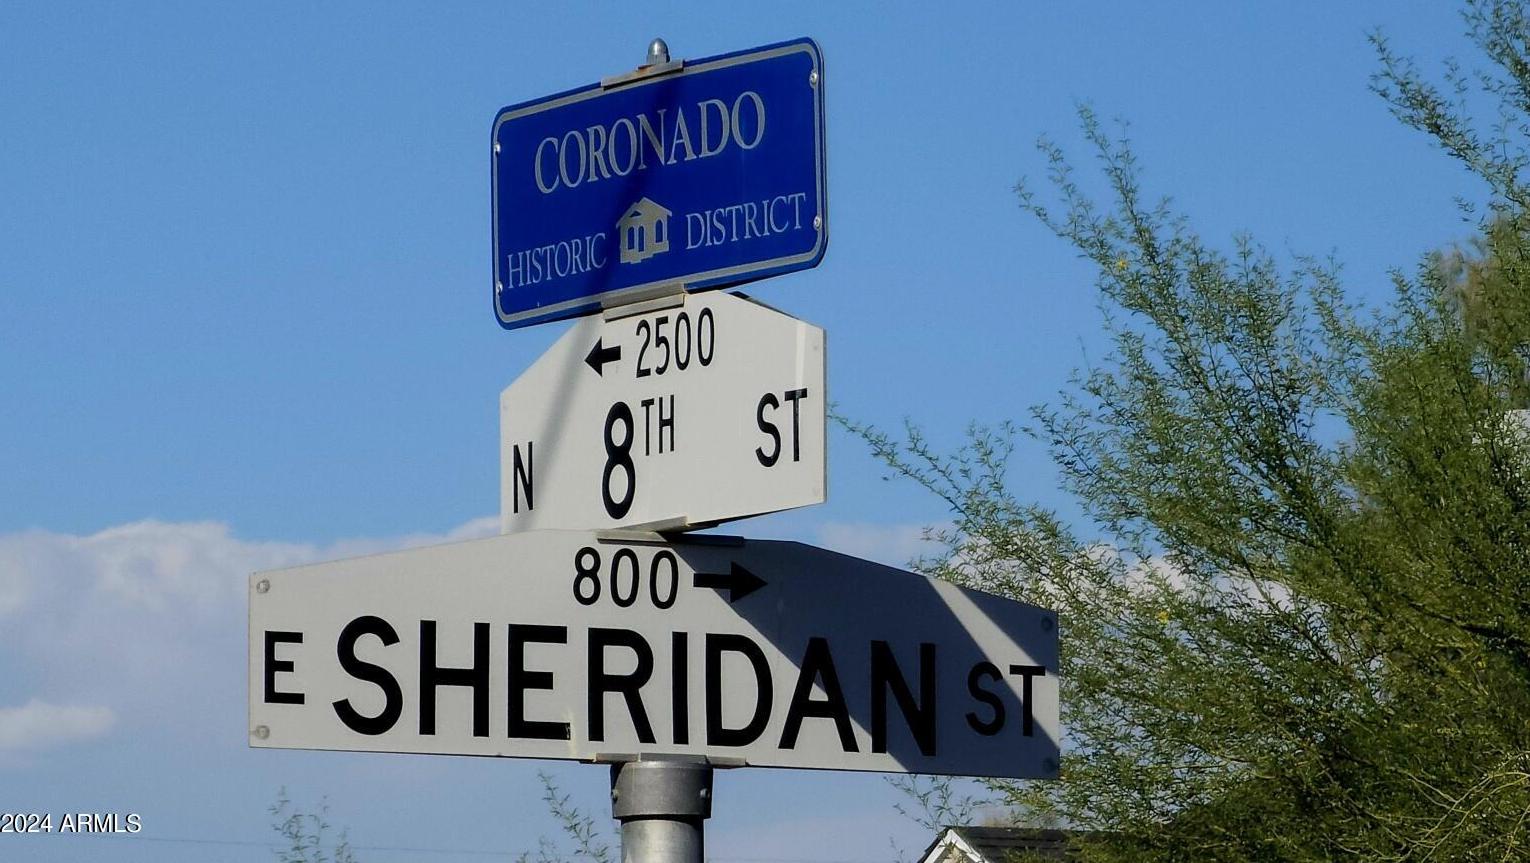 CORONADO
HISTORIC DISTRICT
← 2500
N 8TH ST
800 →
E SHERIDAN ST
2024 ARMLS